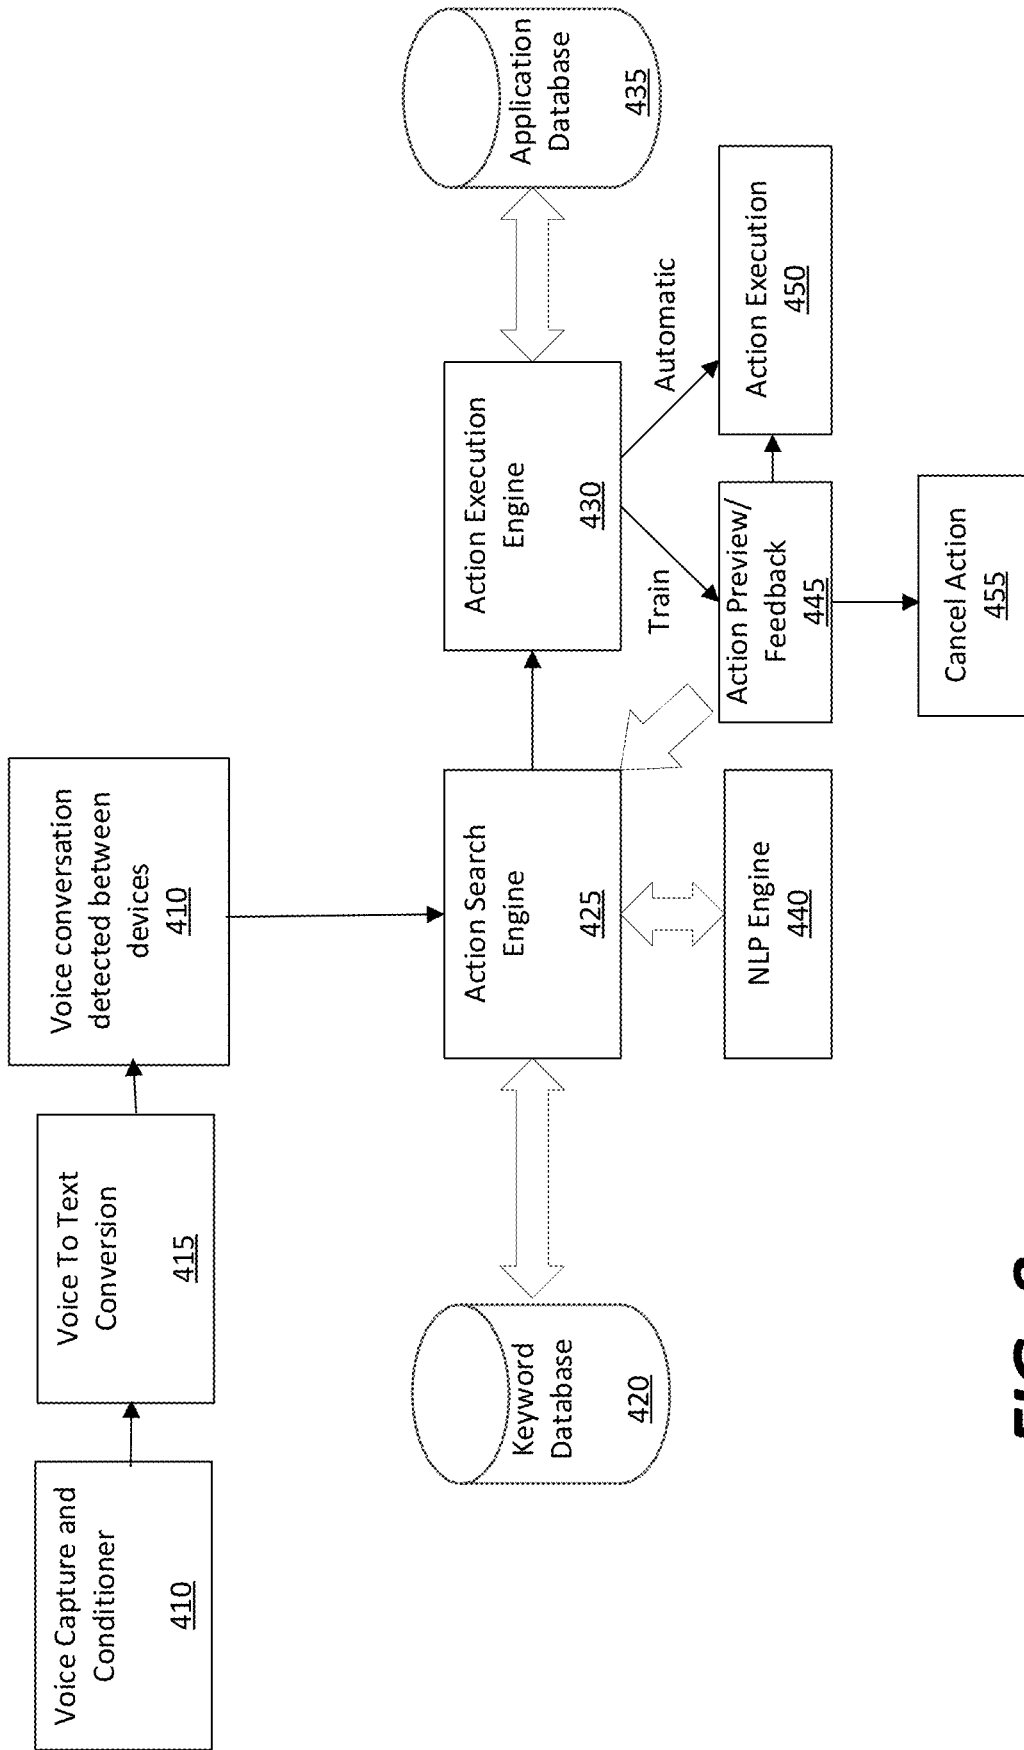 Voice Capture and
Conditioner
410
Voice To Text
Conversion
415
Voice conversation
detected between
devices
410
Keyword
Database
420
Action Search
Engine
425
Action Execution
Engine
430
Application
Database
435
NLP Engine
440
Train
Automatic
Action Preview/
Feedback
445
Action Execution
450
Cancel Action
455
FIG.